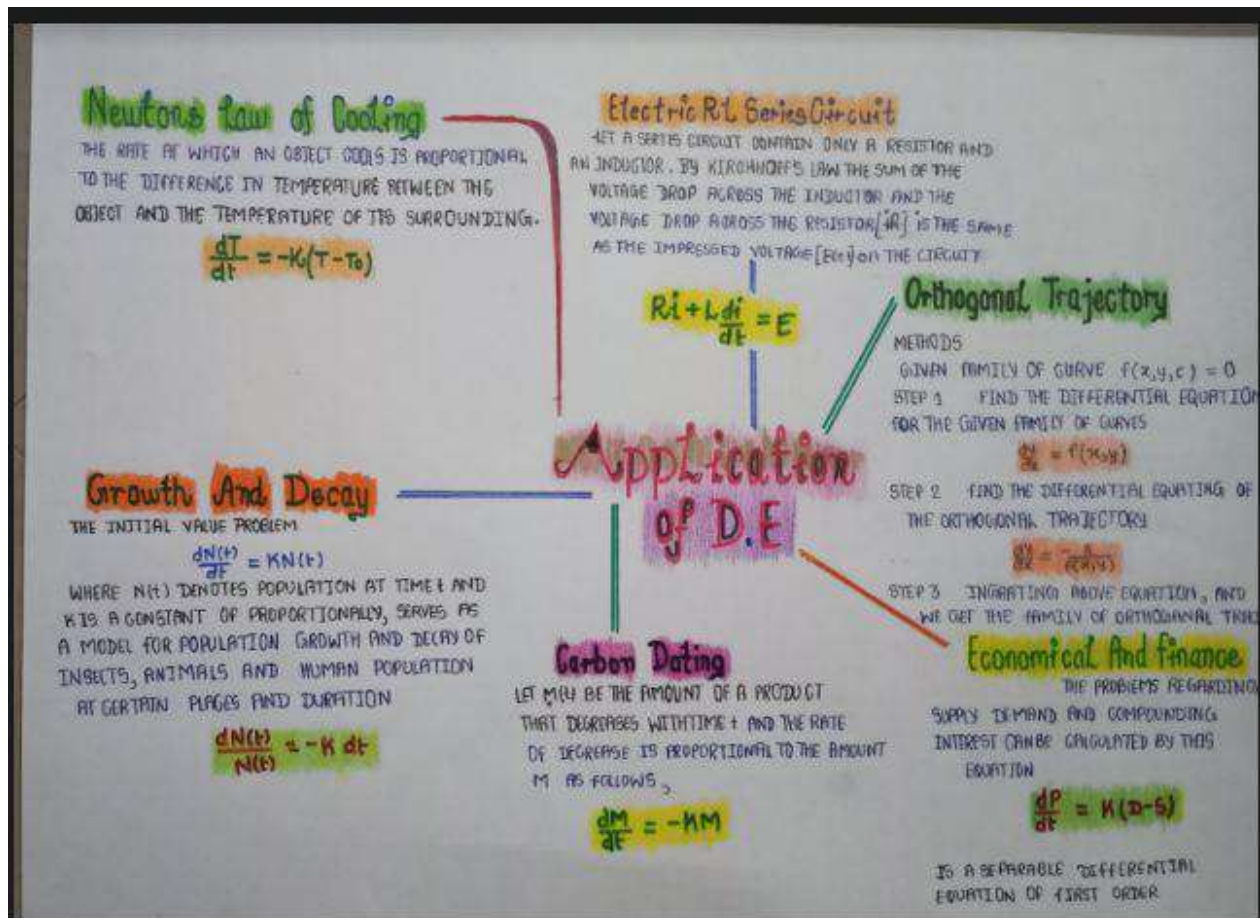 Newtons Law of Cooling
THE RATE AT WHICH AN OBJECT COOLS IS PROPORTIONAL
TO THE DIFFERENCE IN TEMPERATURE BETWEEN THE
OBJECT AND THE TEMPERATURE OF ITS SURROUNDING.
dT/dt = -K(T-To)
Electric RL Series Circuit
LET A SERIES CIRCUIT CONTAIN ONLY A RESISTOR AND
AN INDUCTOR. BY KIRCHHOFF'S LAW THE SUM OF THE
VOLTAGE DROP ACROSS THE INDUCTOR AND THE
VOLTAGE DROP ACROSS THE RESISTOR [iR] IS THE SAME
AS THE IMPRESSED VOLTAGE [E(t)] ON THE CIRCUIT
Ri + L di/dt = E
Orthogonal Trajectory
METHODS
GIVEN FAMILY OF CURVE f(x,y,c) = 0
STEP 1 FIND THE DIFFERENTIAL EQUATION
FOR THE GIVEN FAMILY OF CURVES
dy/dx = f(x,y)
STEP 2 FIND THE DIFFERENTIAL EQUATING OF
THE ORTHOGONAL TRAJECTORY
STEP 3 INGRATING ABOVE EQUATION, AND
WE GET THE FAMILY OF ORTHOGANAL
Application
of D.E
Growth And Decay
THE INITIAL VALUE PROBLEM
dN(t)/dt = KN(t)
WHERE N(t) DENOTES POPULATION AT TIME t AND
K IS A CONSTANT OF PROPORTIONALLY, SERVES AS
A MODEL FOR POPULATION GROWTH AND DECAY OF
INSECTS, ANIMALS AND HUMAN POPULATION
AT CERTAIN PLACES AND DURATION
dN(t)/N(t) = -K dt
Carbon Dating
LET M(t) BE THE AMOUNT OF A PRODUCT
THAT DECREASES WITH TIME t AND THE RATE
OF DECREASE IS PROPORTIONAL TO THE AMOUNT
M AS FOLLOWS,
dM/dt = -KM
Economical And finance
THE PROBLEMS REGARDING
SUPPLY DEMAND AND COMPOUNDING
INTEREST CAN BE CALCULATED BY THIS
EQUATION
dP/dt = K(D-S)
IS A SEPARABLE DIFFERENTIAL
EQUATION OF FIRST ORDER